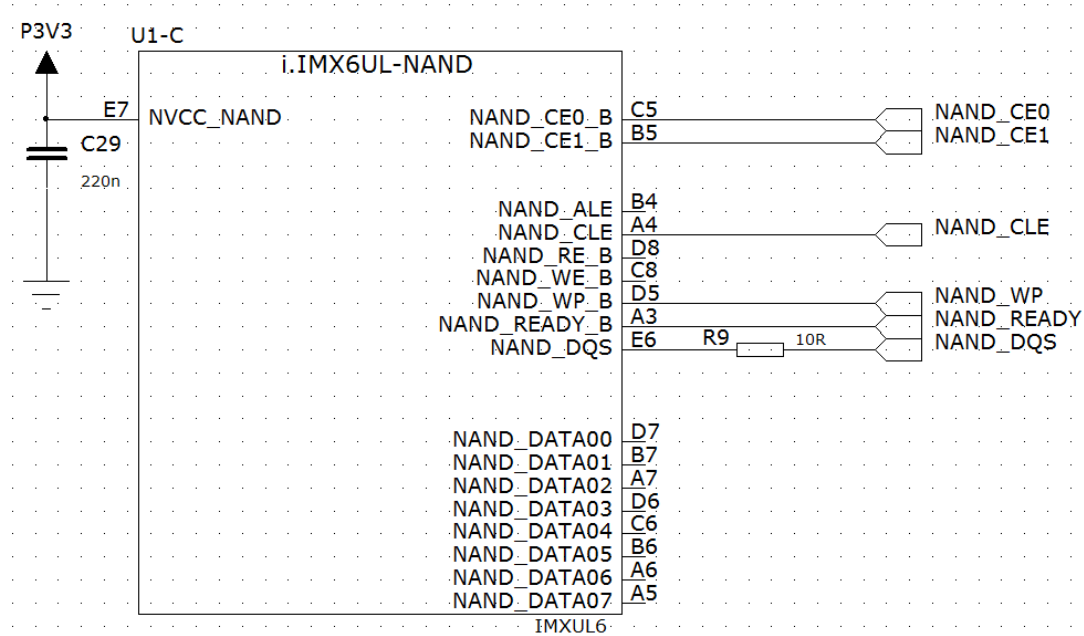 P3V3
U1-C
i.IMX6UL-NAND
E7
NVCC_NAND
C29
220n
NAND_CE0_B C5 NAND_CE0
NAND_CE1_B B5 NAND_CE1
NAND_ALE B4
NAND_CLE A4 NAND_CLE
NAND_RE_B D8
NAND_WE_B C8
NAND_WP_B D5 NAND_WP
NAND_READY_B A3 NAND_READY
NAND_DQS E6 R9 10R NAND_DQS
NAND_DATA00 D7
NAND_DATA01 B7
NAND_DATA02 A7
NAND_DATA03 D6
NAND_DATA04 C6
NAND_DATA05 B6
NAND_DATA06 A6
NAND_DATA07 A5
IMXUL6